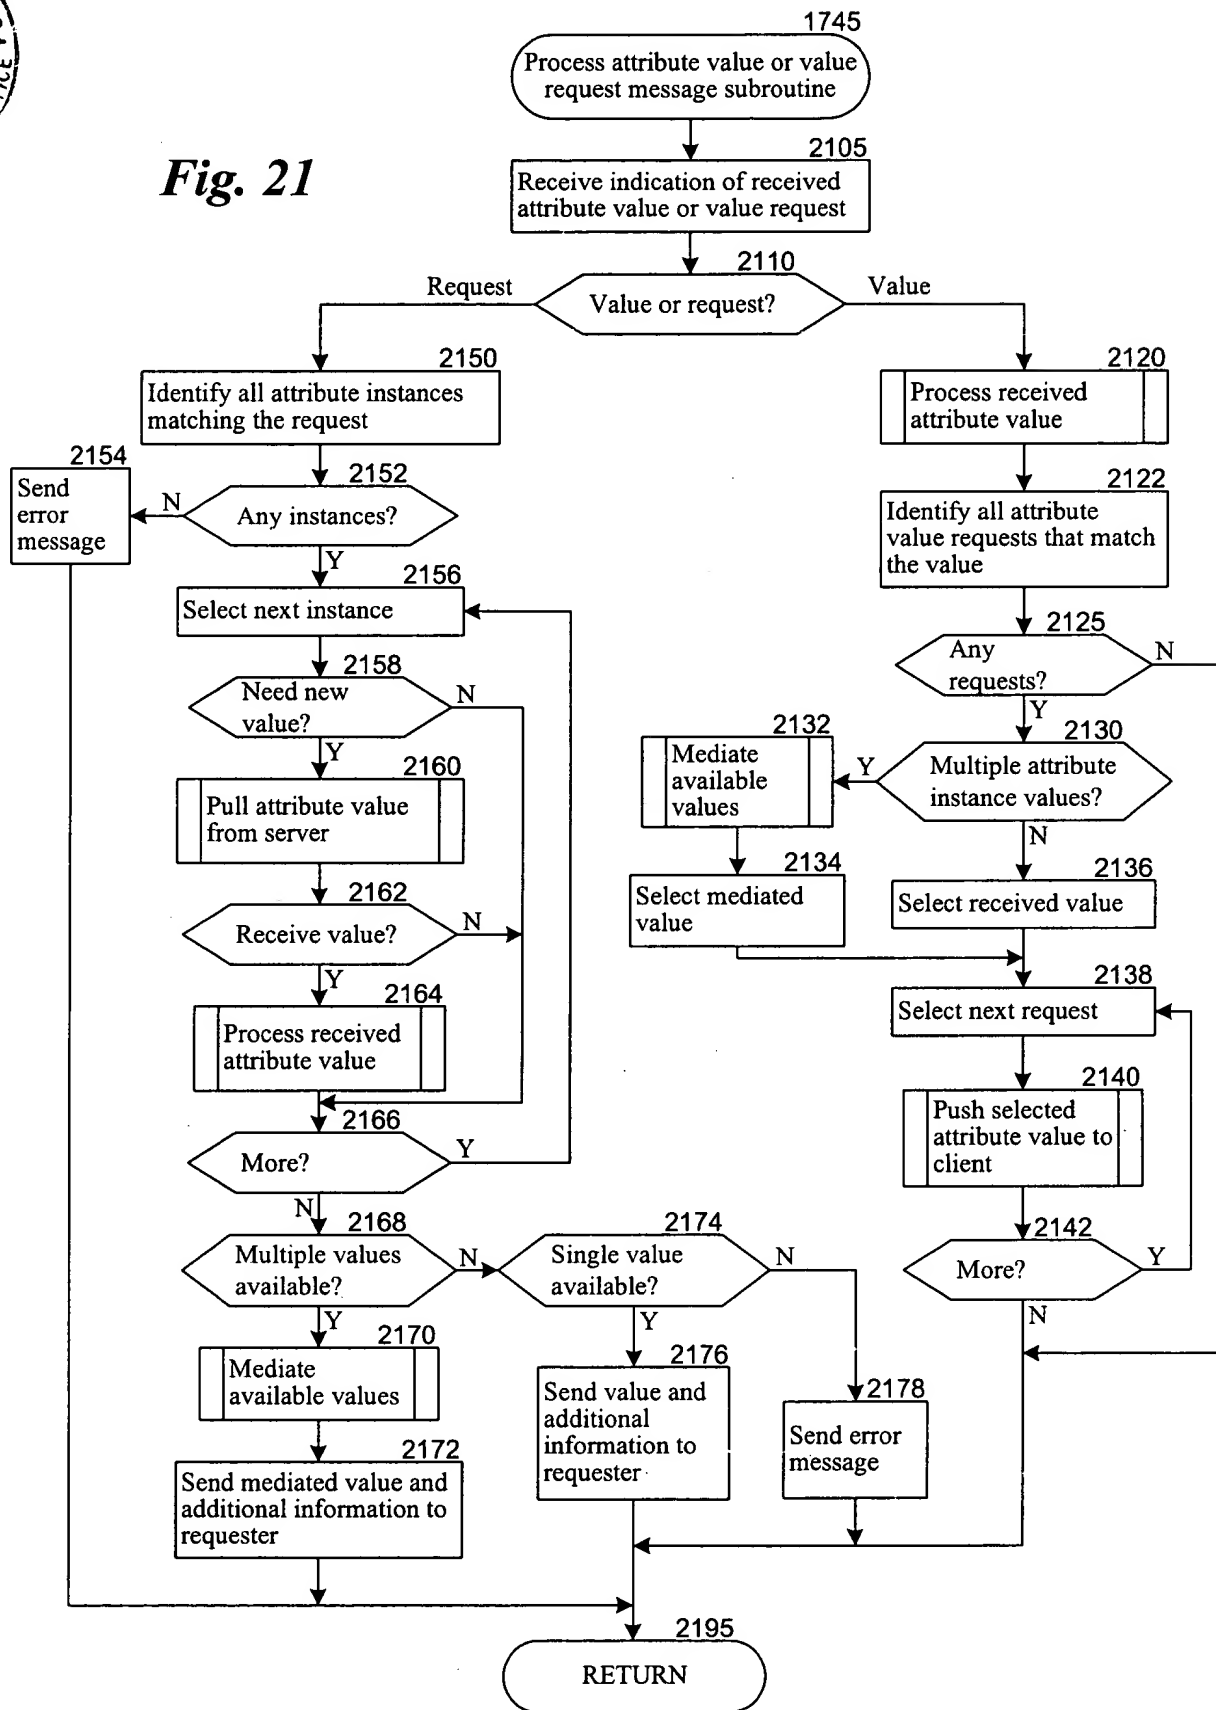 1745
Process attribute value or value
request message subroutine
Fig. 21
2105
Receive indication of received
attribute value or value request
2110
Request
Value or request?
Value
2150
Identify all attribute instances
matching the request
2120
Process received
attribute value
2154
Send
error
message
2152
N
Any instances?
Y
2122
Identify all attribute
value requests that match
the value
2156
Select next instance
2125
Any
requests?
N
Y
2158
Need new
value?
N
Y
2130
Multiple attribute
instance values?
Y
N
2132
Mediate
available
values
2160
Pull attribute value
from server
2134
Select mediated
value
2136
Select received value
2162
Receive value?
N
Y
2138
Select next request
2164
Process received
attribute value
2140
Push selected
attribute value to
client
2166
More?
Y
N
2142
More?
Y
N
2168
Multiple values
available?
N
Y
2174
Single value
available?
N
Y
2170
Mediate
available values
2176
Send value and
additional
information to
requester
2178
Send error
message
2172
Send mediated value and
additional information to
requester
2195
RETURN